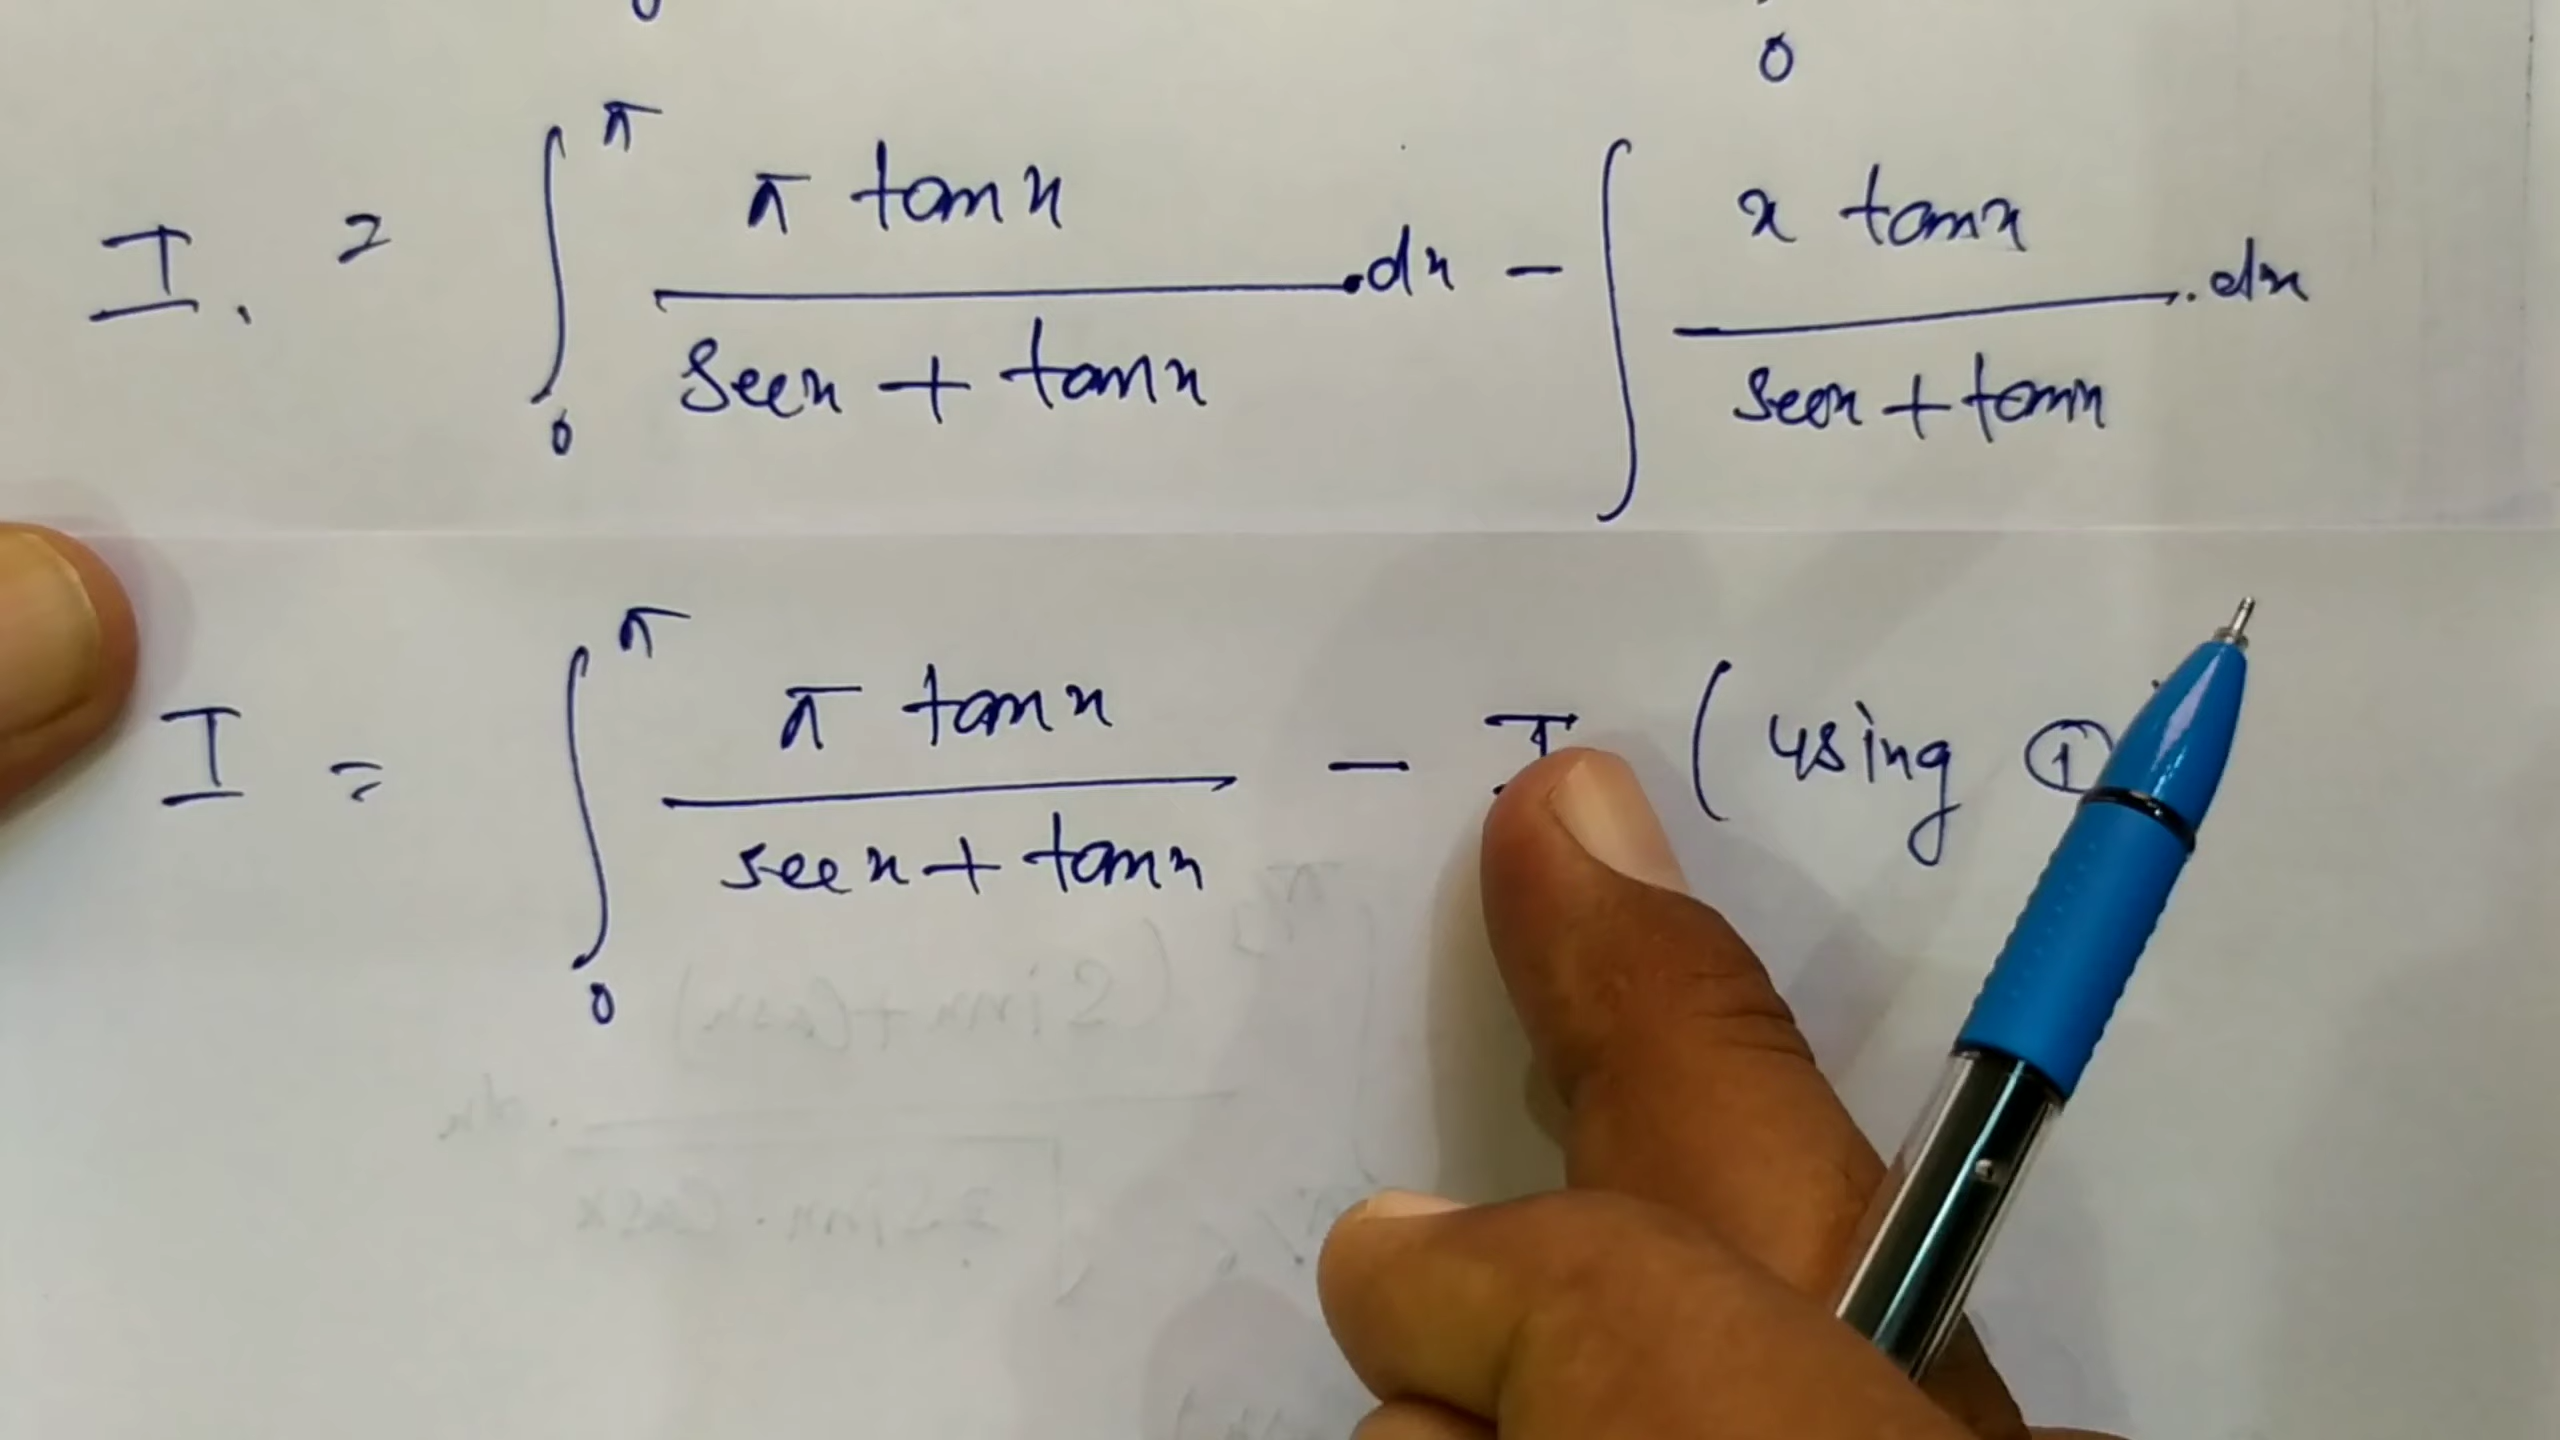 0
I. = ∫₀^π π tan x / sec x + tan x .dx − ∫ x tan x / sec x + tan x .dx
I = ∫₀^π π tan x / sec x + tan x − I (using ①